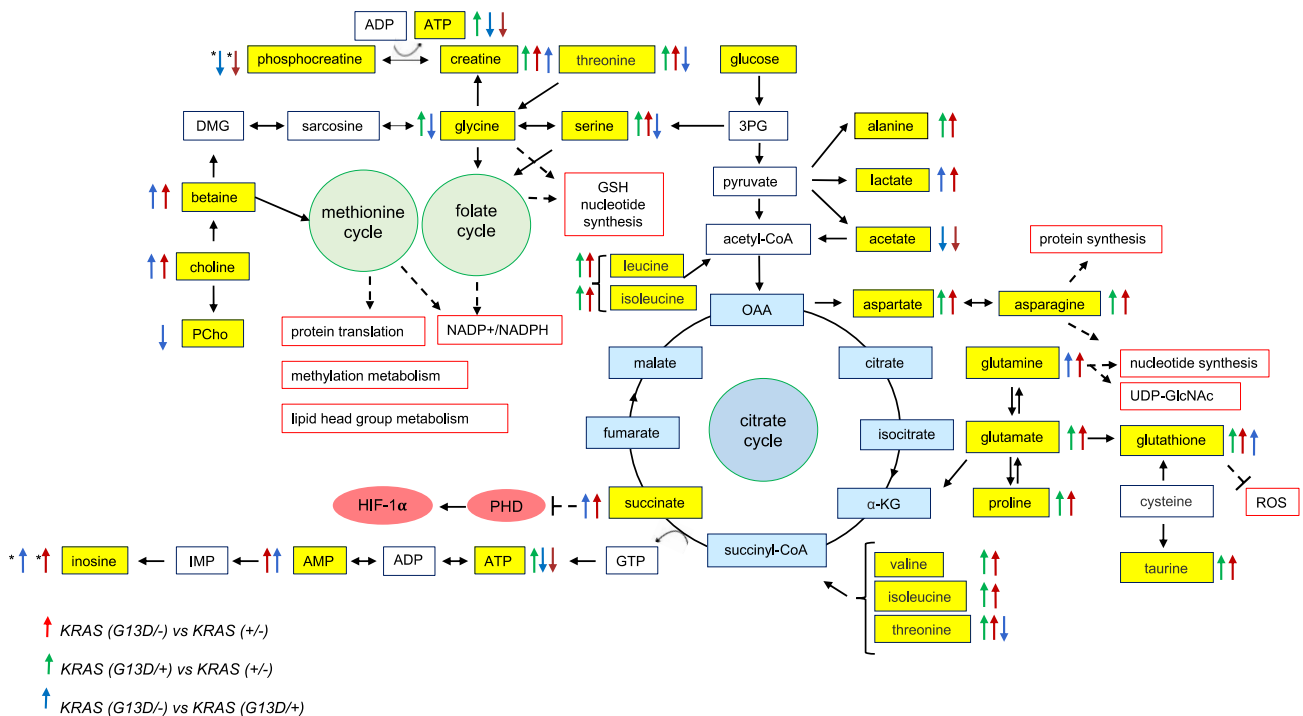 ADP
ATP
* * phosphocreatine
creatine
threonine
glucose
DMG
sarcosine
glycine
serine
3PG
alanine
betaine
methionine
cycle
folate
cycle
GSH
nucleotide
synthesis
pyruvate
lactate
choline
acetyl-CoA
acetate
protein synthesis
leucine
isoleucine
OAA
aspartate
asparagine
PCho
protein translation
NADP+/NADPH
malate
citrate
glutamine
nucleotide synthesis
methylation metabolism
UDP-GlcNAc
lipid head group metabolism
fumarate
citrate
cycle
isocitrate
glutamate
glutathione
HIF-1α
PHD
succinate
α-KG
proline
cysteine
ROS
* * inosine
IMP
AMP
ADP
ATP
GTP
succinyl-CoA
valine
isoleucine
threonine
taurine
KRAS (G13D/-) vs KRAS (+/-)
KRAS (G13D/+) vs KRAS (+/-)
KRAS (G13D/-) vs KRAS (G13D/+)